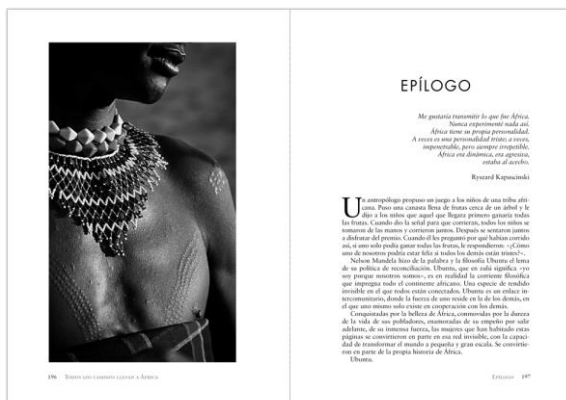 196 Todos los caminos llevan a África
EPÍLOGO
Me gustaría transmitir lo que fue África.
Nunca experimenté nada así.
África tiene su propia personalidad.
A veces es una personalidad triste; a veces,
impenetrable, pero siempre irrepetible.
África era dinámica, era agresiva,
estaba al acecho.
Ryszard Kapuscinski
Un antropólogo propuso un juego a los niños de una tribu afri-
cana. Puso una canasta llena de frutas cerca de un árbol y le
dijo a los niños que aquel que llegara primero ganaría todas
las frutas. Cuando dio la señal para que corrieran, todos los niños se
tomaron de las manos y corrieron juntos. Después se sentaron juntos
a disfrutar del premio. Cuando él les preguntó por qué habían corrido
así, si uno solo podía ganar todas las frutas, le respondieron: «¿Cómo
uno de nosotros podría estar feliz si todos los demás están tristes?».
Nelson Mandela hizo de la palabra y la filosofía Ubuntu el lema
de su política de reconciliación. Ubuntu, que en zulú significa «yo
soy porque nosotros somos», es en realidad la corriente filosófica
que impregna todo el continente africano. Una especie de tendido
invisible en el que todos están conectados. Ubuntu es un enlace in-
tercomunitario, donde la fuerza de uno reside en la de los demás, en
el que uno mismo solo existe en cooperación con los demás.
Conquistadas por la belleza de África, conmovidas por la dureza
de la vida de sus pobladores, enamoradas de su empeño por salir
adelante, de su inmensa fuerza, las mujeres que han habitado estas
páginas se convirtieron en parte en esa red invisible, con la capaci-
dad de transformar el mundo a pequeña y gran escala. Se convirtie-
ron en parte de la propia historia de África.
Ubuntu.
Epílogo 197